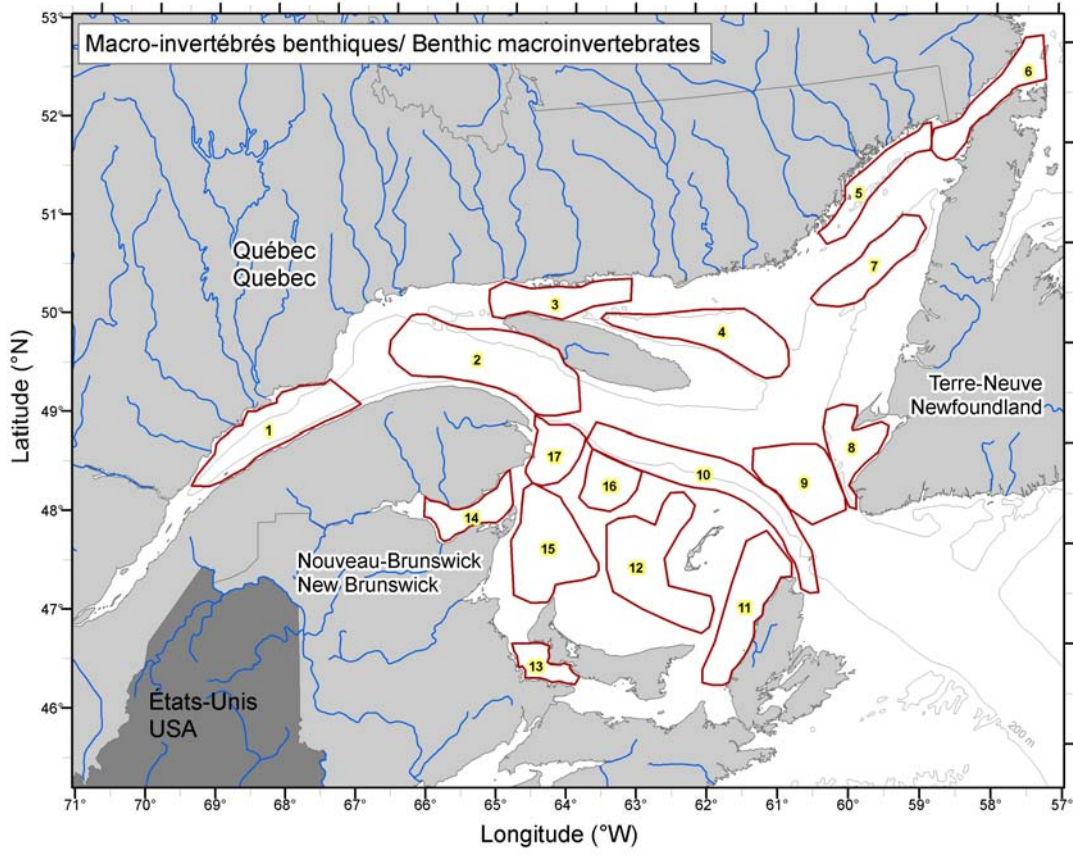 Macro-invertébrés benthiques/ Benthic macroinvertebrates
53°
52°
51°
50°
49°
48°
47°
46°
Latitude (°N)
Québec
Quebec
Terre-Neuve
Newfoundland
Nouveau-Brunswick
New Brunswick
États-Unis
USA
6
5
7
3
4
2
1
8
17
10
16
9
14
15
12
11
13
200 m
71° 70° 69° 68° 67° 66° 65° 64° 63° 62° 61° 60° 59° 58° 57°
Longitude (°W)